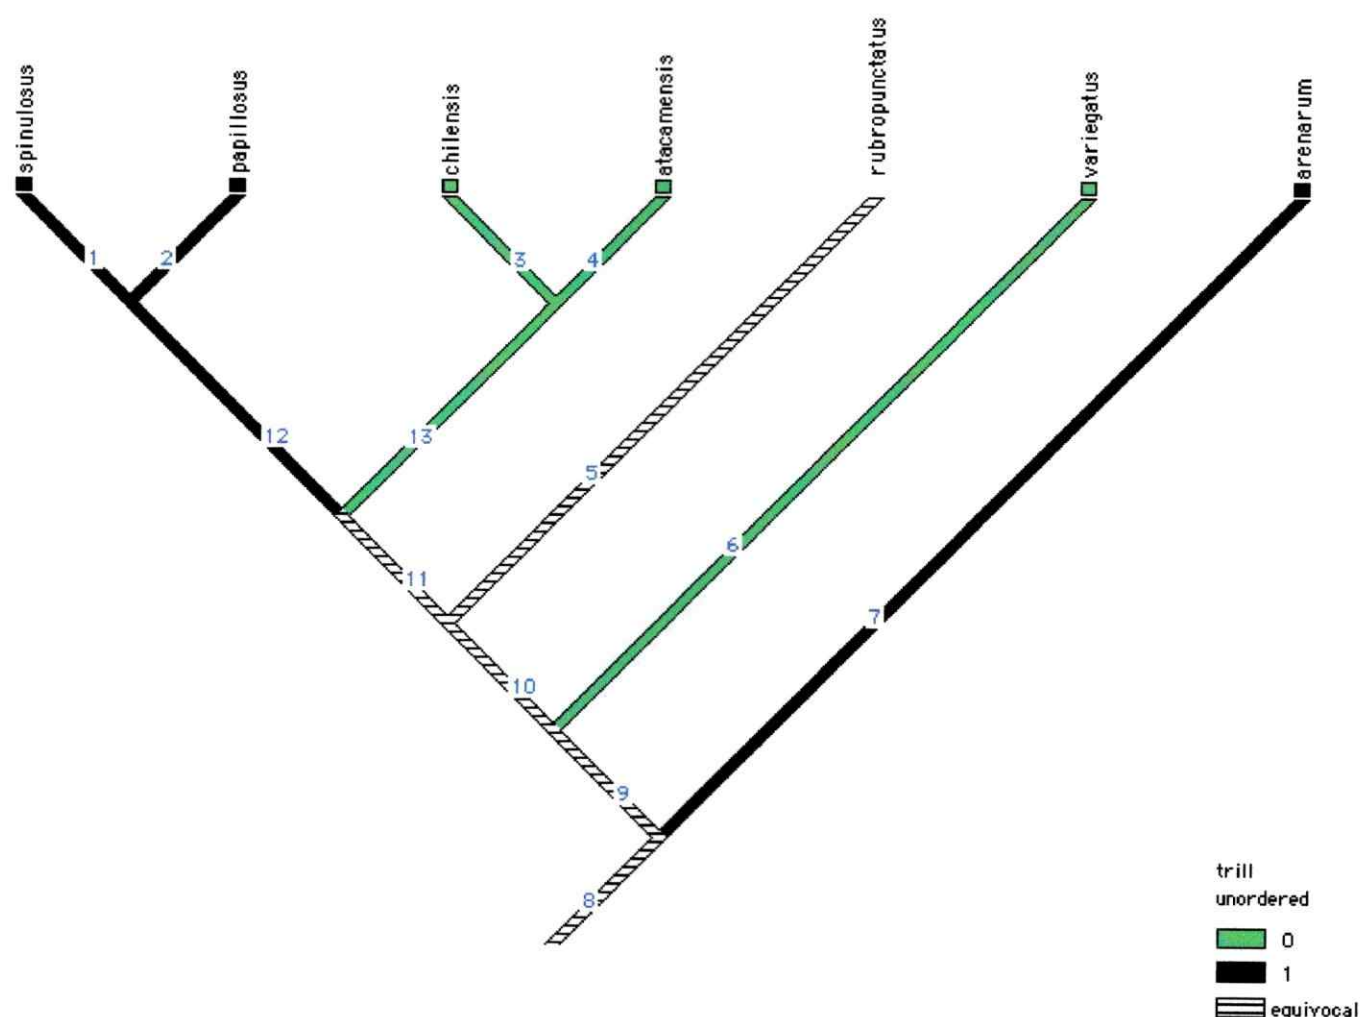 spinulosus
papillosus
chilensis
atacamensis
rubropunctatus
variegatus
arenarum
1
2
3
4
12
13
5
6
11
7
10
9
8
trill
unordered
0
1
equivocal